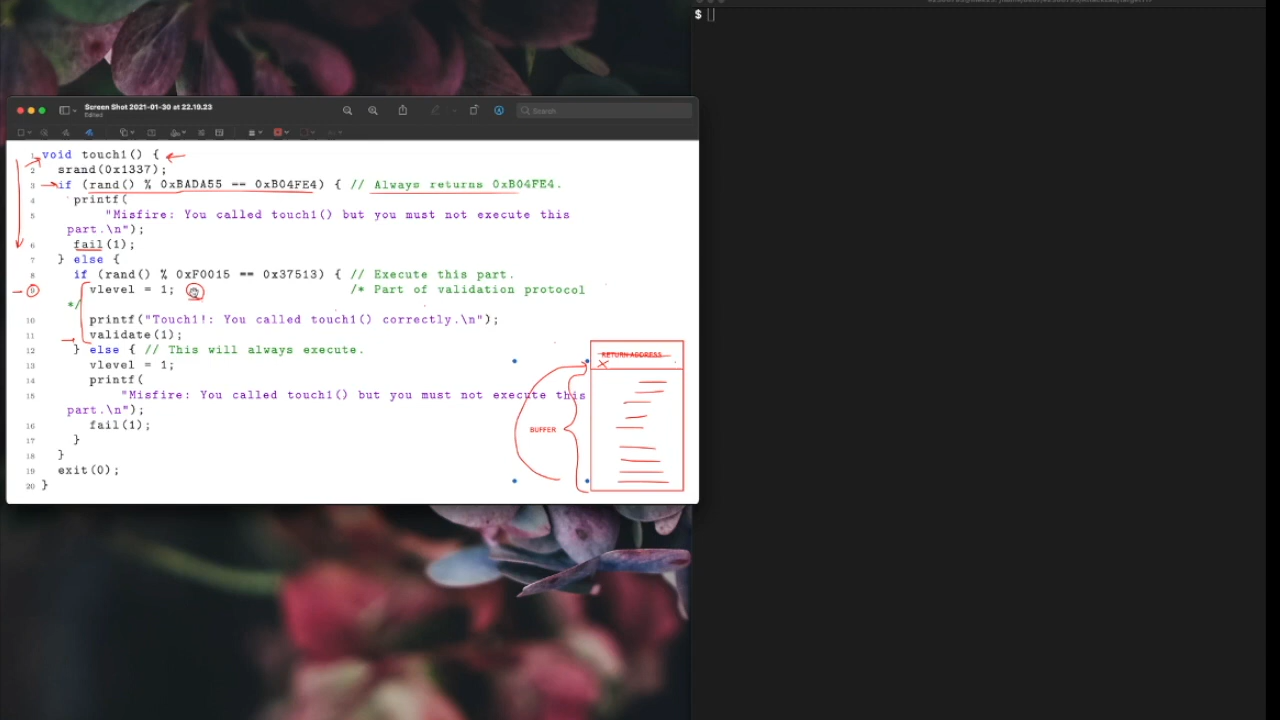 $
Screen Shot 2021-01-30 at 22.19.23
Edited
Search
1 void touch1() {
2 srand(0x1337);
3 if (rand() % 0xBADA55 == 0xB04FE4) { // Always returns 0xB04FE4.
4 printf(
5 "Misfire: You called touch1() but you must not execute this
part.\n");
6 fail(1);
7 } else {
8 if (rand() % 0xF0015 == 0x37513) { // Execute this part.
9 vlevel = 1; /* Part of validation protocol
*/
10 printf("Touch1!: You called touch1() correctly.\n");
11 validate(1);
12 } else { // This will always execute.
13 vlevel = 1;
14 printf(
15 "Misfire: You called touch1() but you must not execute this
part.\n");
16 fail(1);
17 }
18 }
19 exit(0);
20 }
RETURN ADDRESS
BUFFER